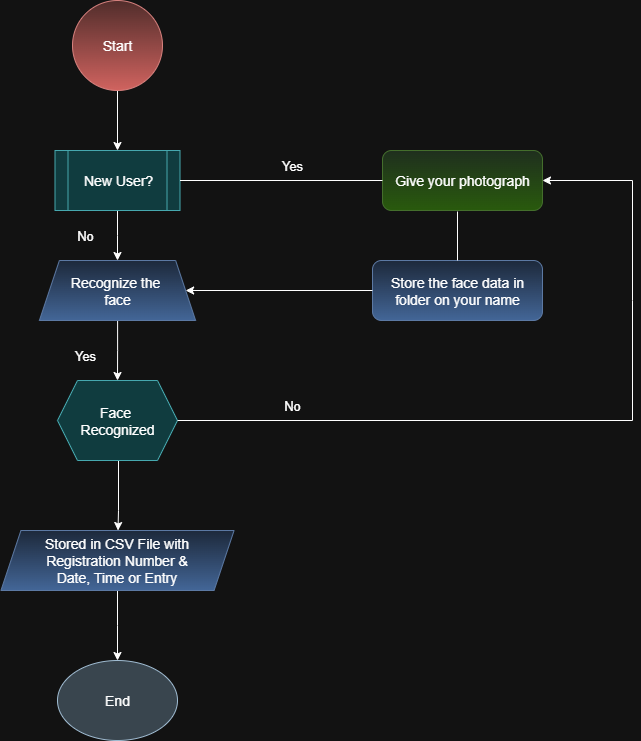 Start
New User?
Yes
Give your photograph
No
Recognize the
face
Store the face data in
folder on your name
Yes
Face
Recognized
No
Stored in CSV File with
Registration Number &
Date, Time or Entry
End